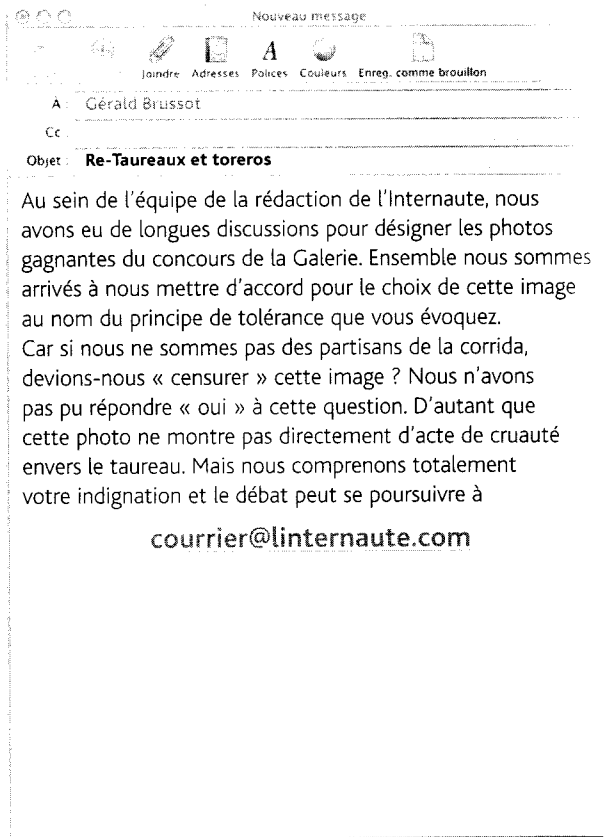 Nouveau message
Joindre Adresses Polices Couleurs Enreg. comme brouillon
À : Gérald Brussot
Cc :
Objet : Re-Taureaux et toreros
Au sein de l'équipe de la rédaction de l'Internaute, nous
avons eu de longues discussions pour désigner les photos
gagnantes du concours de la Galerie. Ensemble nous sommes
arrivés à nous mettre d'accord pour le choix de cette image
au nom du principe de tolérance que vous évoquez.
Car si nous ne sommes pas des partisans de la corrida,
devions-nous « censurer » cette image ? Nous n'avons
pas pu répondre « oui » à cette question. D'autant que
cette photo ne montre pas directement d'acte de cruauté
envers le taureau. Mais nous comprenons totalement
votre indignation et le débat peut se poursuivre à
courrier@linternaute.com